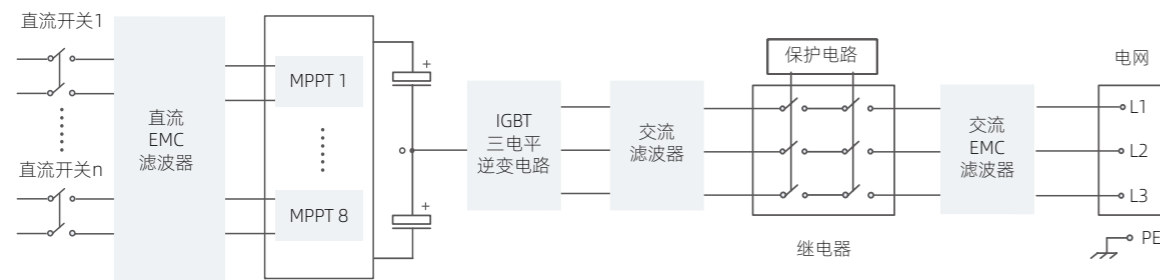 直流开关1
直流开关n
直流
EMC
滤波器
MPPT 1
MPPT 8
+
+
IGBT
三电平
逆变电路
交流
滤波器
保护电路
继电器
交流
EMC
滤波器
电网
L1
L2
L3
PE